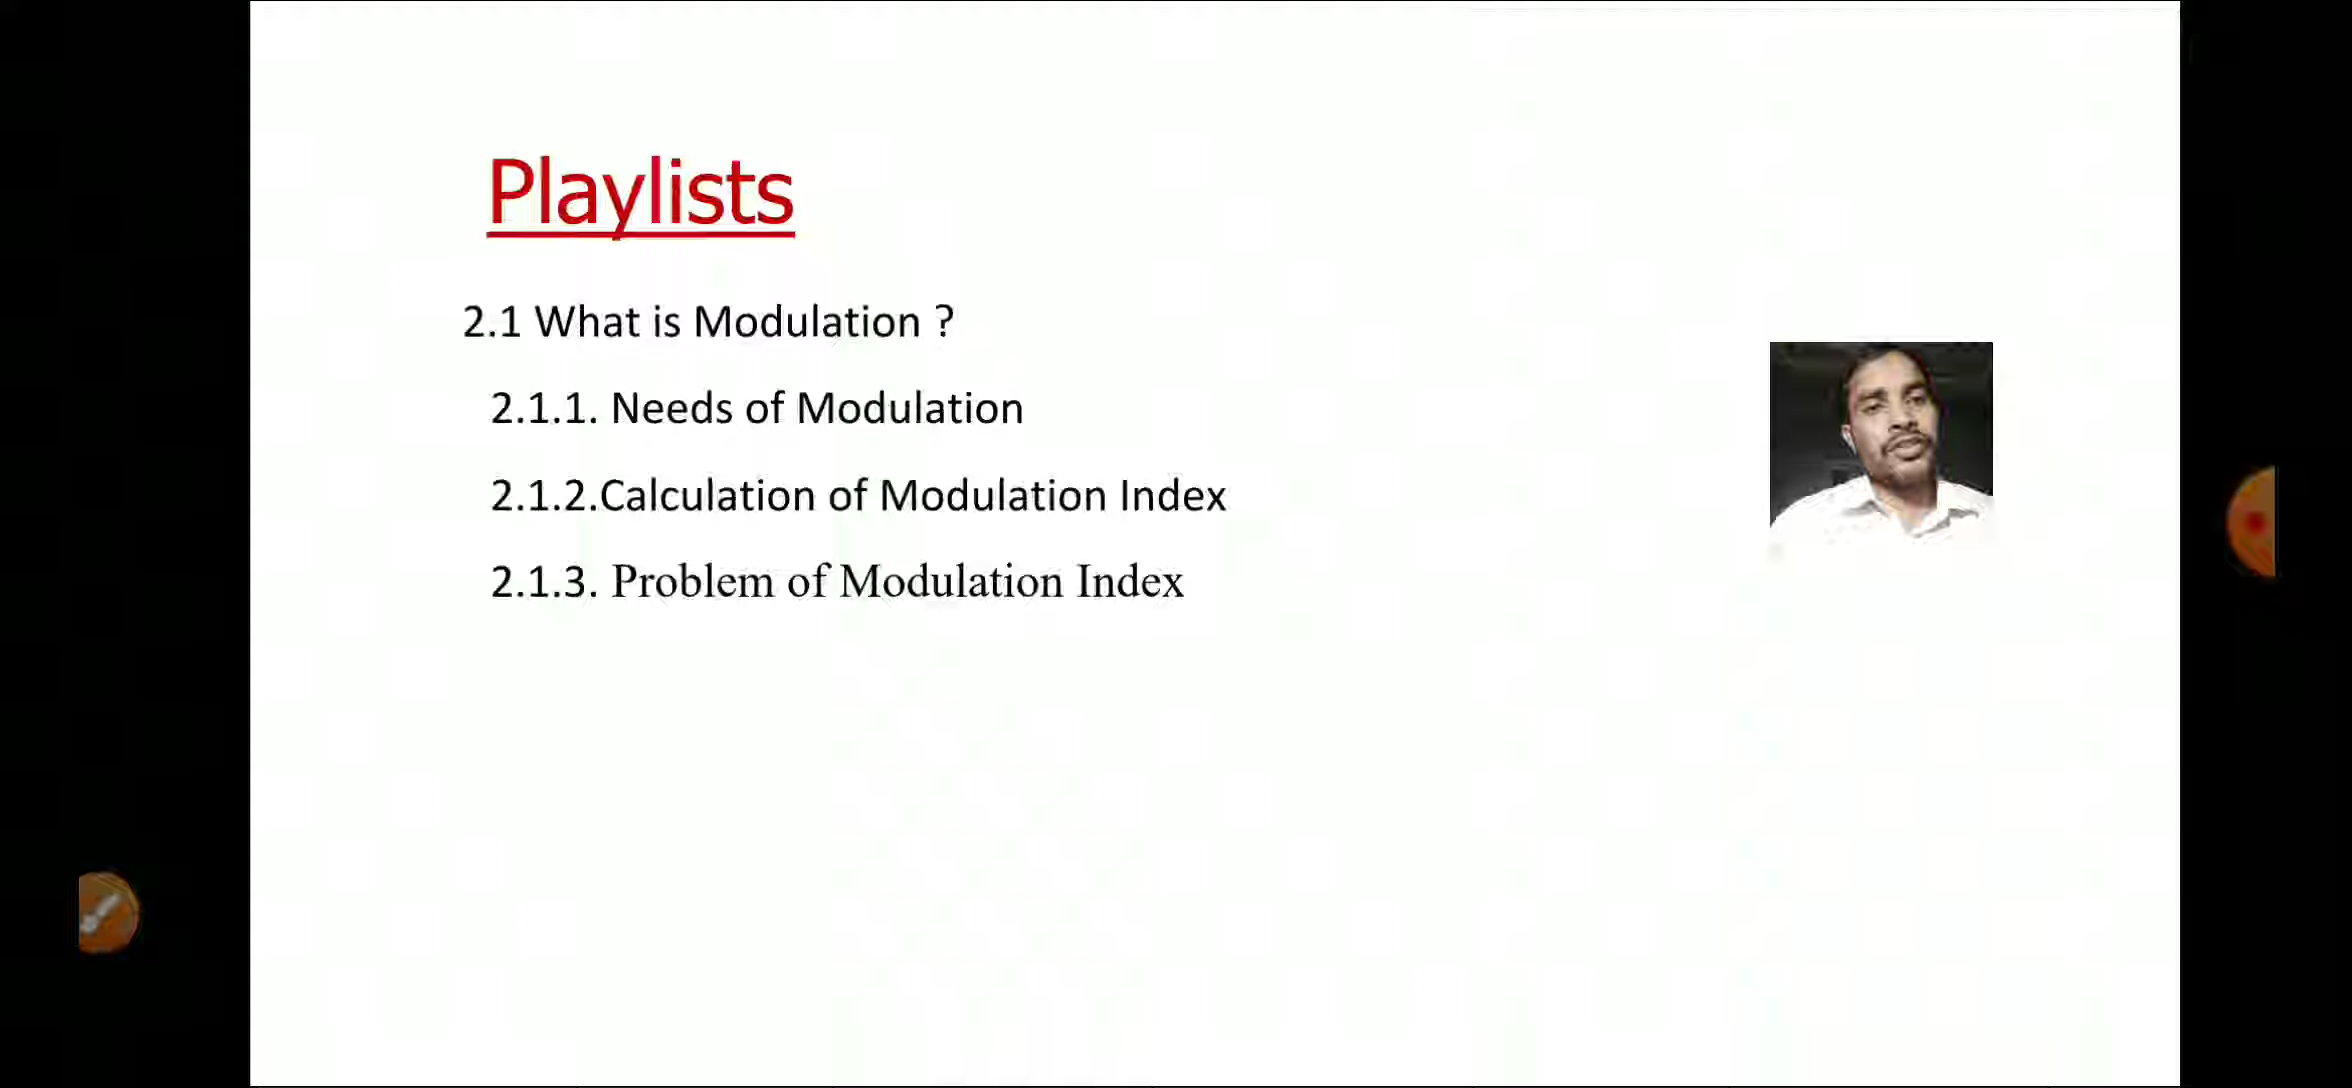 Playlists
2.1 What is Modulation ?
2.1.1. Needs of Modulation
2.1.2.Calculation of Modulation Index
2.1.3. Problem of Modulation Index